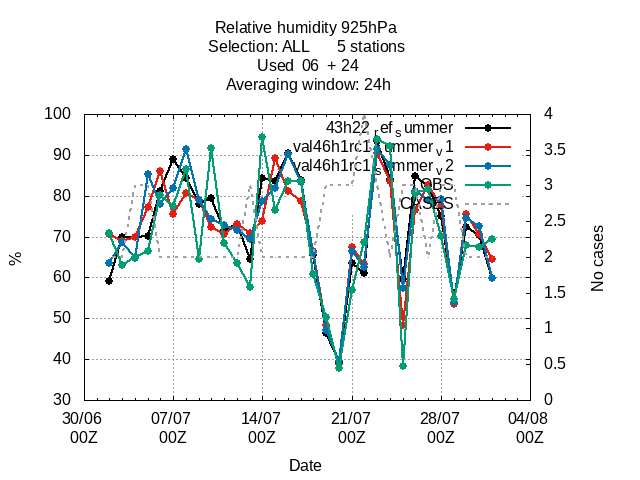 Relative humidity 925hPa
Selection: ALL 5 stations
Used 06 + 24
Averaging window: 24h
43h22_ref_summer
val46h1rc1_summer_v1
val46h1rc1_summer_v2
OBS
CASES
100
90
80
70
60
50
40
30
%
4
3.5
3
2.5
2
1.5
1
0.5
0
No cases
30/06 07/07 14/07 21/07 28/07 04/08
00Z 00Z 00Z 00Z 00Z 00Z
Date